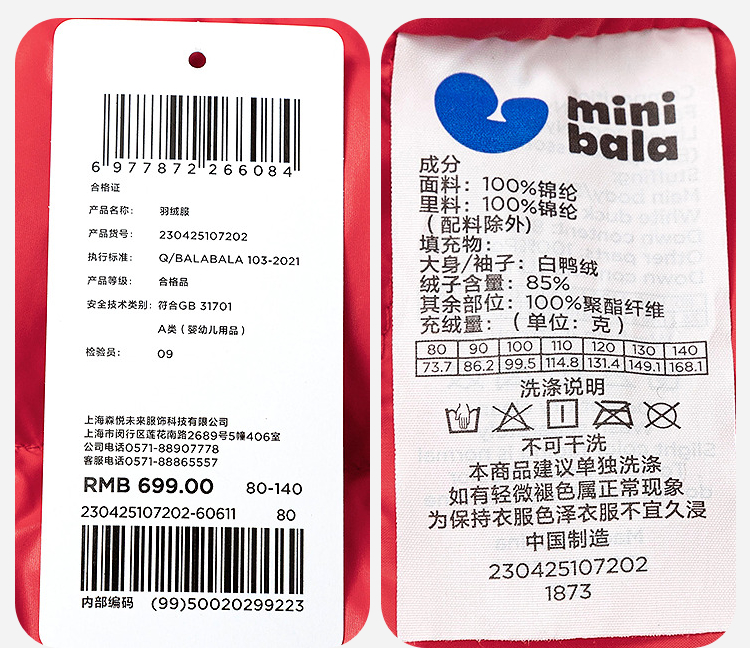 6 977872 266084
合格证
产品名称： 羽绒服
产品货号： 230425107202
执行标准： Q/BALABALA 103-2021
产品等级： 合格品
安全技术类别： 符合GB 31701
A类（婴幼儿用品）
检验员： 09
上海森悦未来服饰科技有限公司
上海市闵行区莲花南路2689号5幢406室
公司电话0571-88907778
客服电话0571-88865557
RMB 699.00 80-140
230425107202-60611 80
内部编码 (99)50020299223
mini
bala
成分
面料：100%锦纶
里料：100%锦纶
（配料除外）
填充物：
大身/袖子：白鸭绒
绒子含量：85%
其余部位：100%聚酯纤维
充绒量：（单位：克）
80 90 100 110 120 130 140
73.7 86.2 99.5 114.8 131.4 149.1 168.1
洗涤说明
不可干洗
本商品建议单独洗涤
如有轻微褪色属正常现象
为保持衣服色泽衣服不宜久浸
中国制造
230425107202
1873